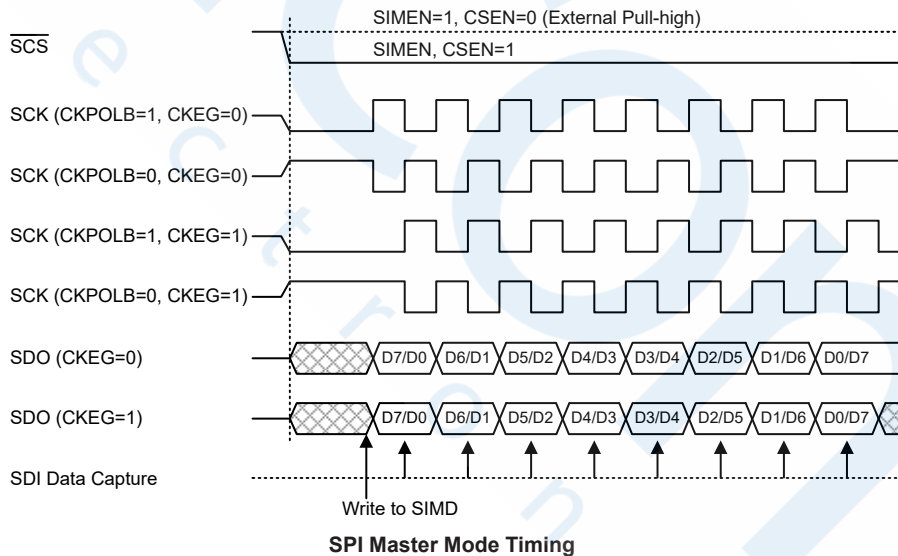 SIMEN=1, CSEN=0 (External Pull-high)
SCS
SIMEN, CSEN=1
SCK (CKPOLB=1, CKEG=0)
SCK (CKPOLB=0, CKEG=0)
SCK (CKPOLB=1, CKEG=1)
SCK (CKPOLB=0, CKEG=1)
SDO (CKEG=0) D7/D0 D6/D1 D5/D2 D4/D3 D3/D4 D2/D5 D1/D6 D0/D7
SDO (CKEG=1) D7/D0 D6/D1 D5/D2 D4/D3 D3/D4 D2/D5 D1/D6 D0/D7
SDI Data Capture
Write to SIMD
SPI Master Mode Timing